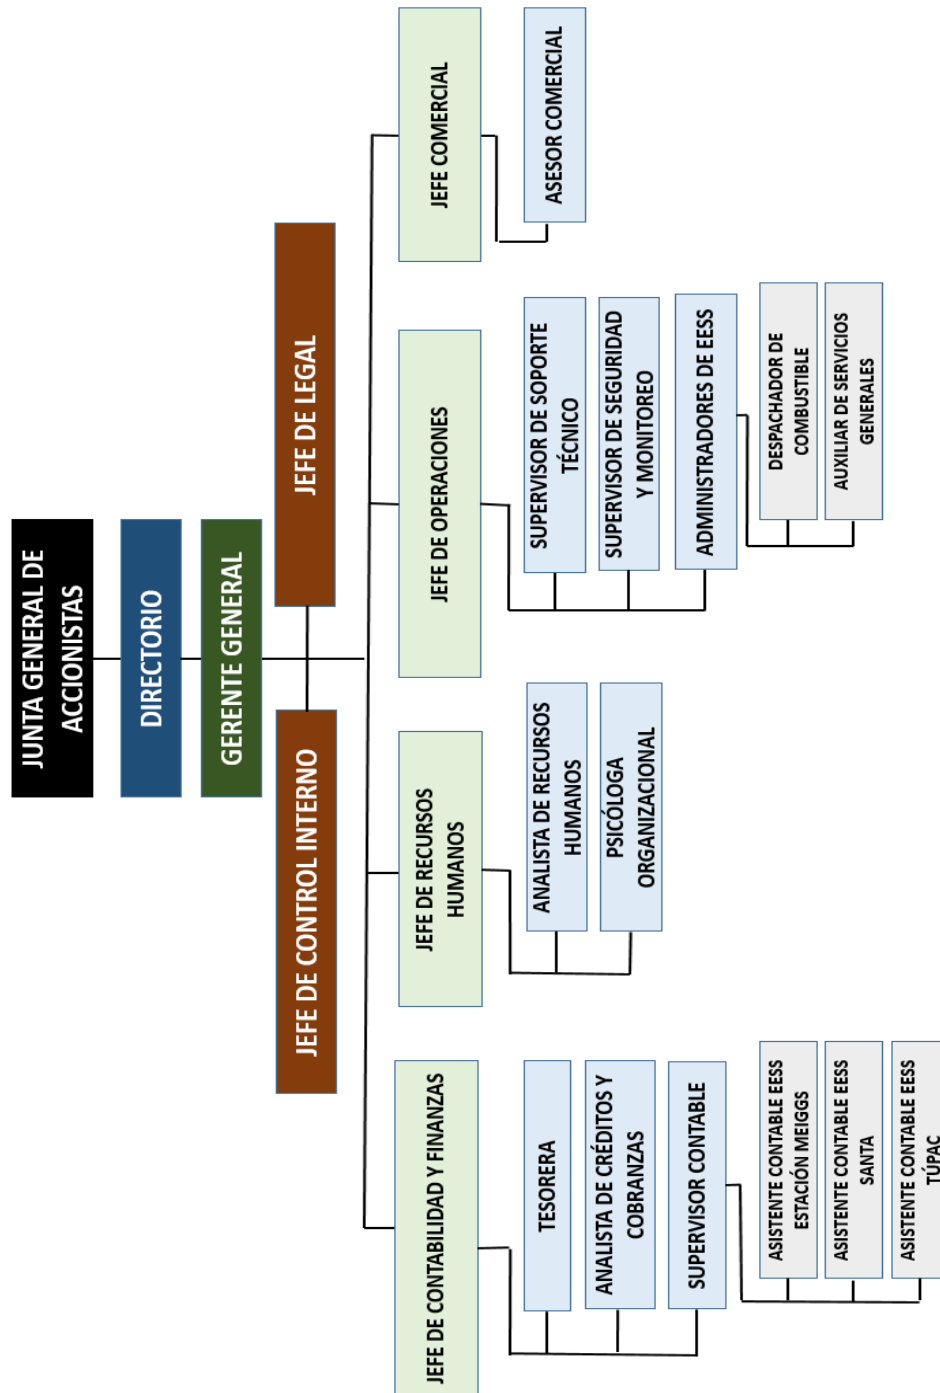 JUNTA GENERAL DE
ACCIONISTAS
DIRECTORIO
GERENTE GENERAL
JEFE DE CONTROL INTERNO
JEFE DE LEGAL
JEFE DE CONTABILIDAD Y FINANZAS
TESORERA
ANALISTA DE CRÉDITOS Y
COBRANZAS
SUPERVISOR CONTABLE
ASISTENTE CONTABLE EESS
ESTACIÓN MEIGGS
ASISTENTE CONTABLE EESS
SANTA
ASISTENTE CONTABLE EESS
TÚPAC
JEFE DE RECURSOS
HUMANOS
ANALISTA DE RECURSOS
HUMANOS
PSICÓLOGA
ORGANIZACIONAL
JEFE DE OPERACIONES
SUPERVISOR DE SOPORTE
TÉCNICO
SUPERVISOR DE SEGURIDAD
Y MONITOREO
ADMINISTRADORES DE EESS
DESPACHADOR DE
COMBUSTIBLE
AUXILIAR DE SERVICIOS
GENERALES
JEFE COMERCIAL
ASESOR COMERCIAL